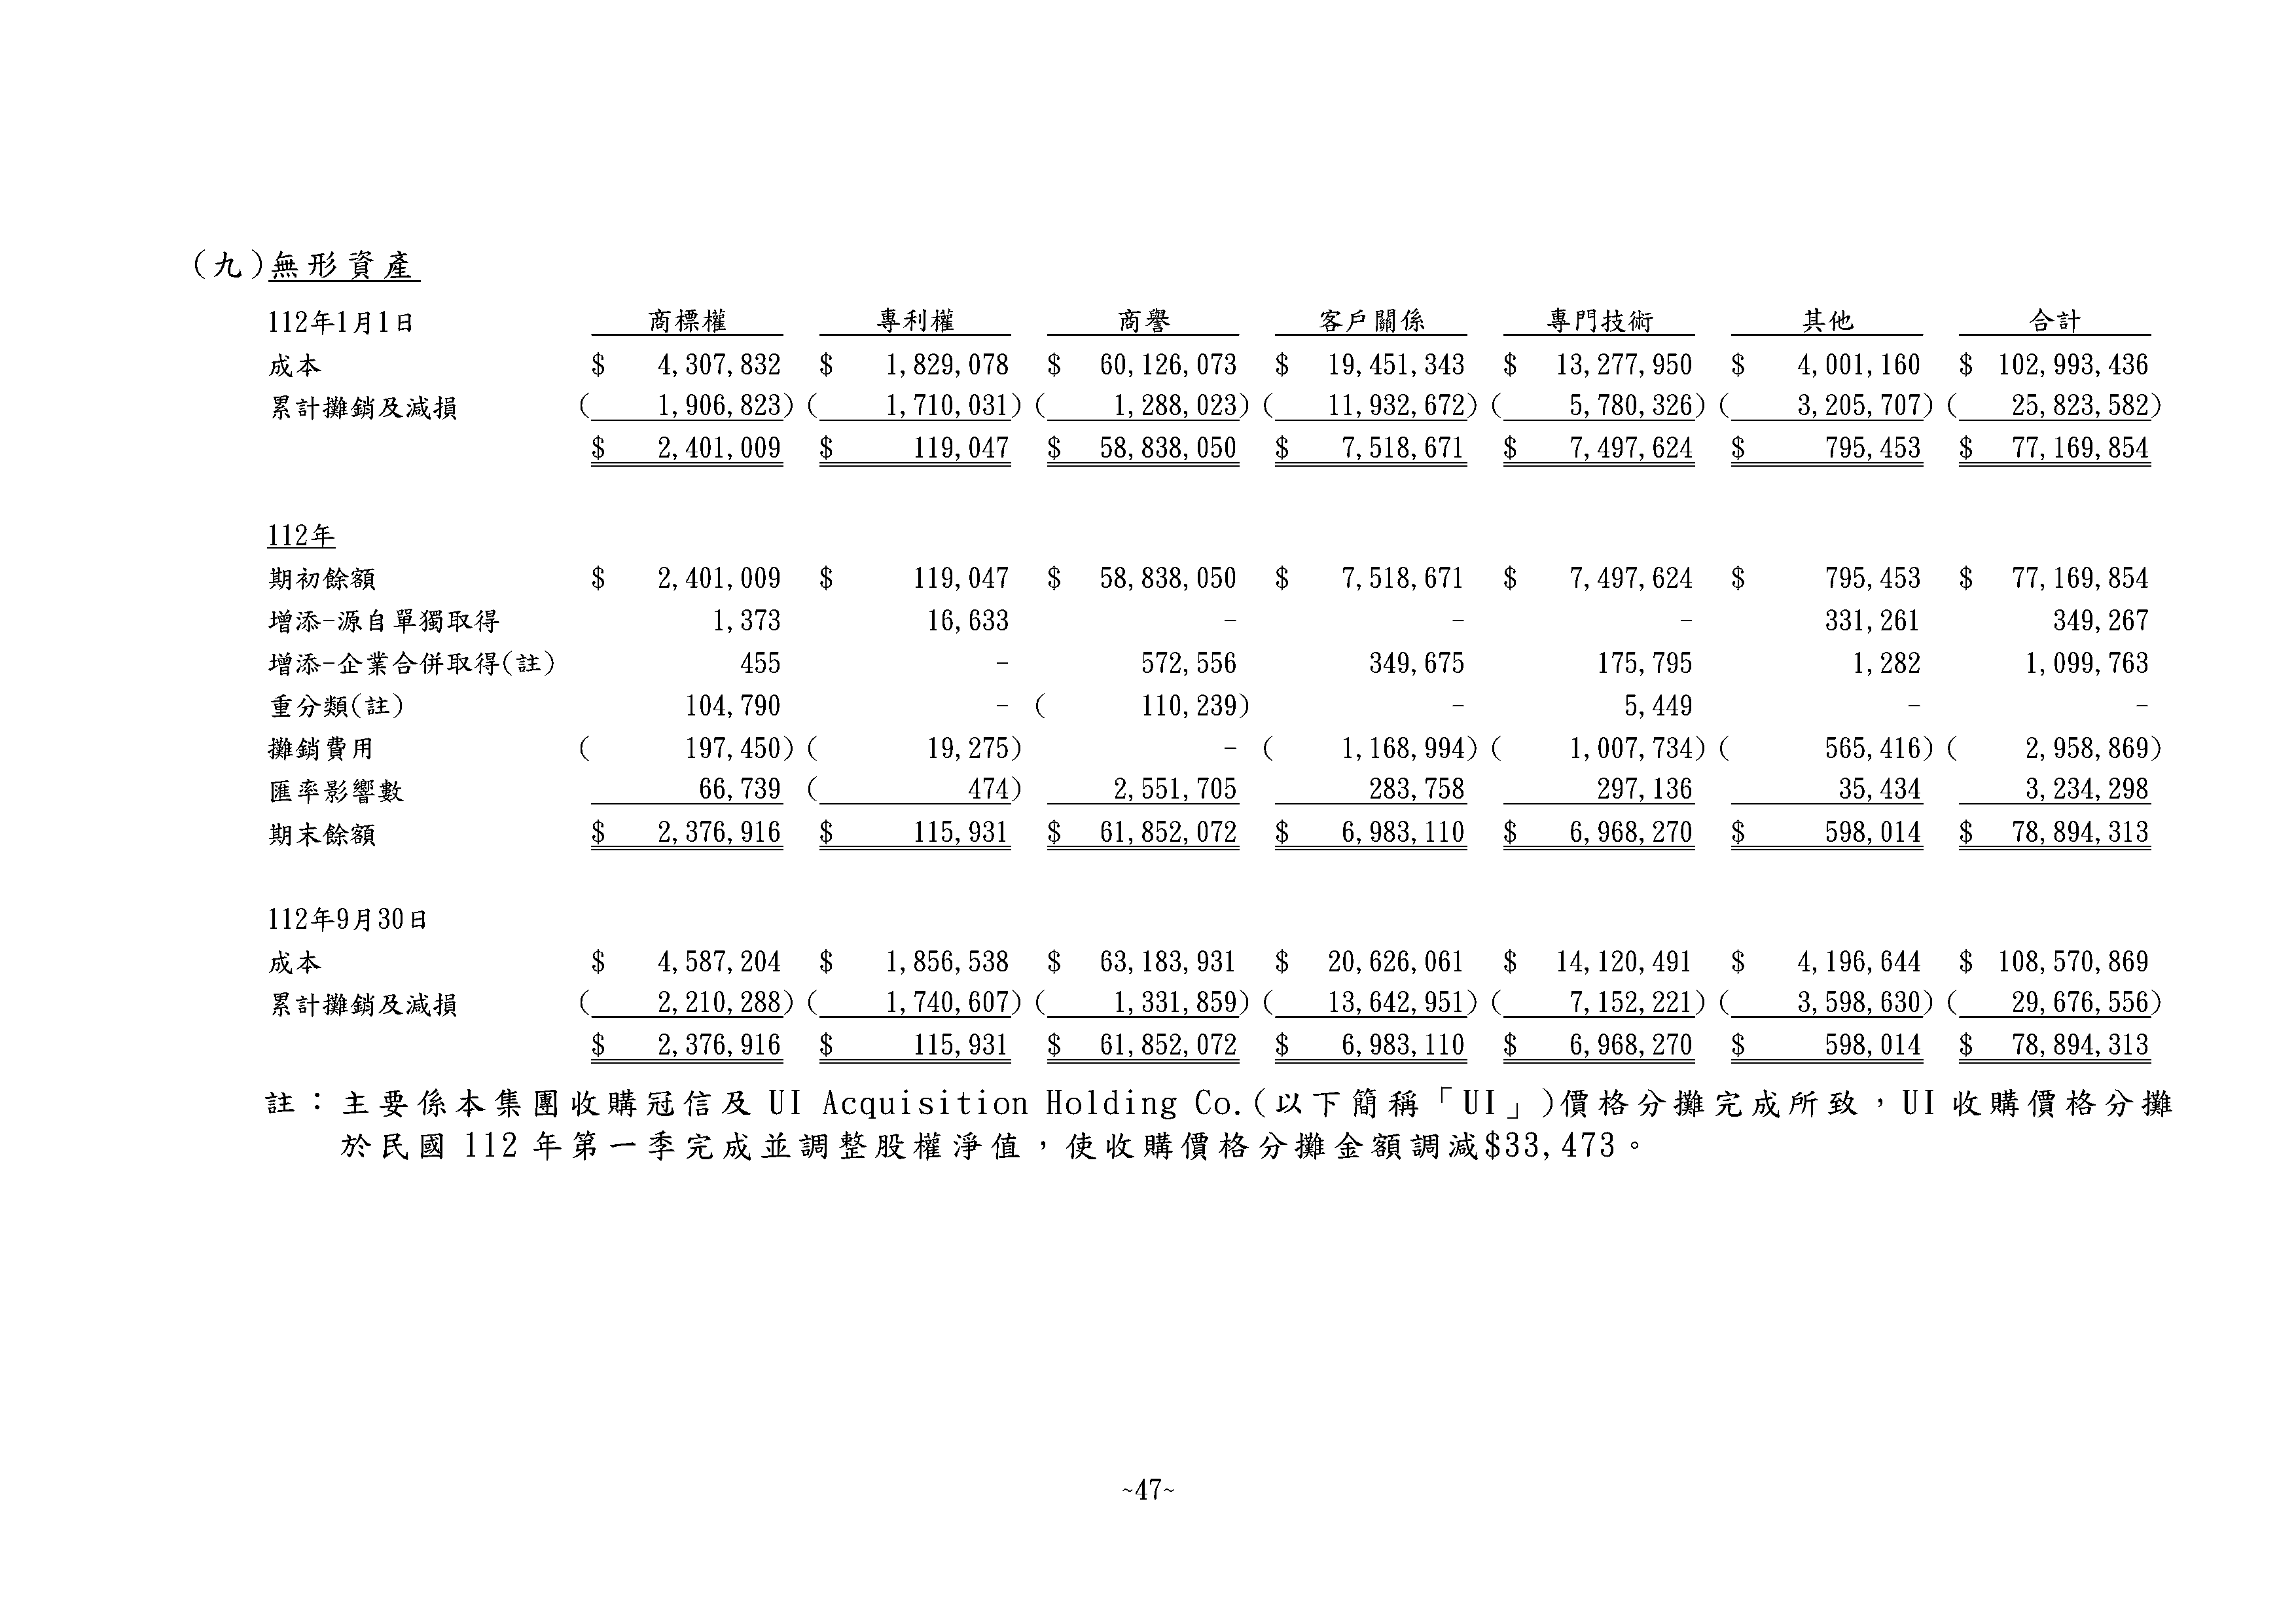 (九)無形資產
112年1月1日 商標權 專利權 商譽 客戶關係 專門技術 其他 合計
成本 $ 4,307,832 $ 1,829,078 $ 60,126,073 $ 19,451,343 $ 13,277,950 $ 4,001,160 $ 102,993,436
累計攤銷及減損 ( 1,906,823) ( 1,710,031) ( 1,288,023) ( 11,932,672) ( 5,780,326) ( 3,205,707) ( 25,823,582)
$ 2,401,009 $ 119,047 $ 58,838,050 $ 7,518,671 $ 7,497,624 $ 795,453 $ 77,169,854
112年
期初餘額 $ 2,401,009 $ 119,047 $ 58,838,050 $ 7,518,671 $ 7,497,624 $ 795,453 $ 77,169,854
增添-源自單獨取得 1,373 16,633 - - - 331,261 349,267
增添-企業合併取得(註) 455 - 572,556 349,675 175,795 1,282 1,099,763
重分類(註) 104,790 - ( 110,239) - 5,449 - -
攤銷費用 ( 197,450) ( 19,275) - ( 1,168,994) ( 1,007,734) ( 565,416) ( 2,958,869)
匯率影響數 66,739 ( 474) 2,551,705 283,758 297,136 35,434 3,234,298
期末餘額 $ 2,376,916 $ 115,931 $ 61,852,072 $ 6,983,110 $ 6,968,270 $ 598,014 $ 78,894,313
112年9月30日
成本 $ 4,587,204 $ 1,856,538 $ 63,183,931 $ 20,626,061 $ 14,120,491 $ 4,196,644 $ 108,570,869
累計攤銷及減損 ( 2,210,288) ( 1,740,607) ( 1,331,859) ( 13,642,951) ( 7,152,221) ( 3,598,630) ( 29,676,556)
$ 2,376,916 $ 115,931 $ 61,852,072 $ 6,983,110 $ 6,968,270 $ 598,014 $ 78,894,313
註：主要係本集團收購冠信及 UI Acquisition Holding Co.(以下簡稱「UI」)價格分攤完成所致，UI 收購價格分攤
於民國 112 年第一季完成並調整股權淨值，使收購價格分攤金額調減$33,473。
~47~